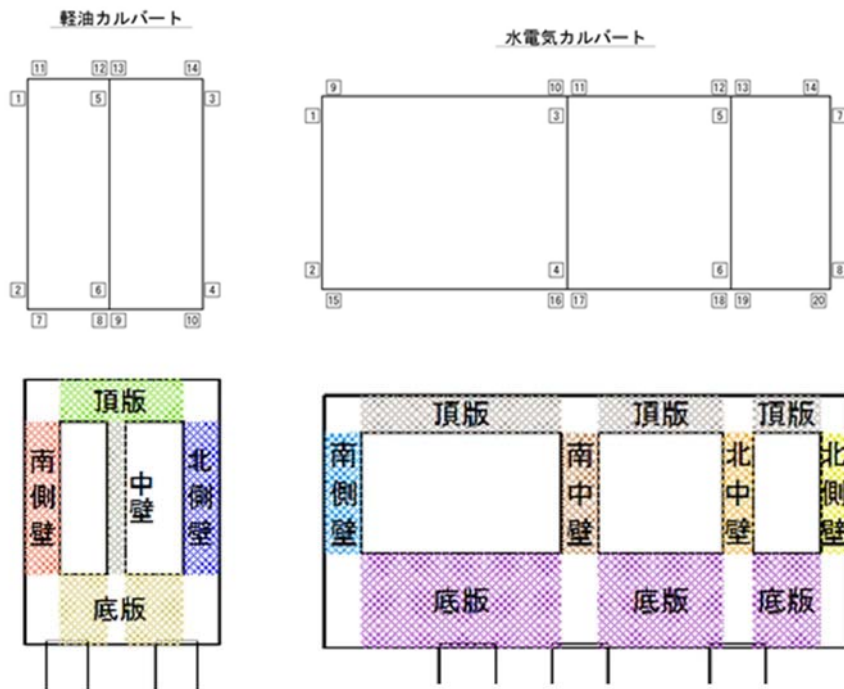 軽油カルバート
水電気カルバート
11 12 13 14
1 5 3
2 6 4
7 8 9 10
9 10 11 12 13 14
1 3 5 7
2 4 6 8
15 16 17 18 19 20
頂版
南側壁
中壁
北側壁
底版
頂版 頂版 頂版
南側壁
南中壁
北中壁
北側壁
底版 底版 底版